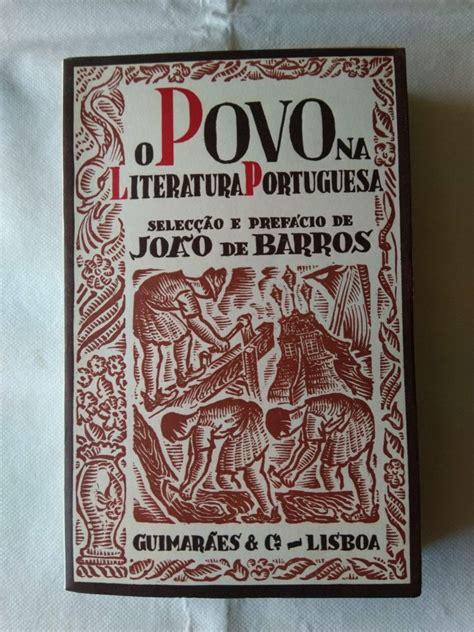 O POVO NA
LITERATURA PORTUGUESA
SELECÇÃO E PREFÁCIO DE
JOÃO DE BARROS
GUIMARÃES & Cª – LISBOA